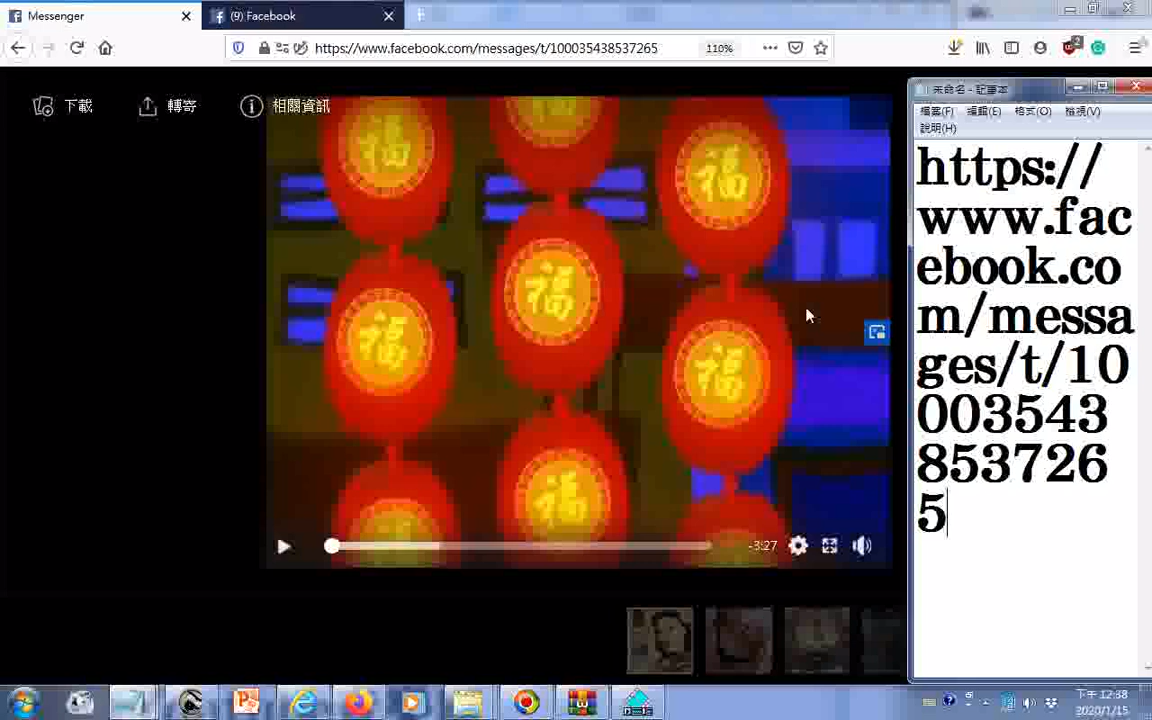 Messenger
(9) Facebook
https://www.facebook.com/messages/t/100035438537265
110%
2
下載
轉寄
相關資訊
福
福
福
福
福
福
-3:27
未命名 - 記事本
檔案(F) 編輯(E) 格式(O) 檢視(V)
說明(H)
https://
www.fac
ebook.co
m/messa
ges/t/10
003543
853726
5
下午 12:38
2020/1/15